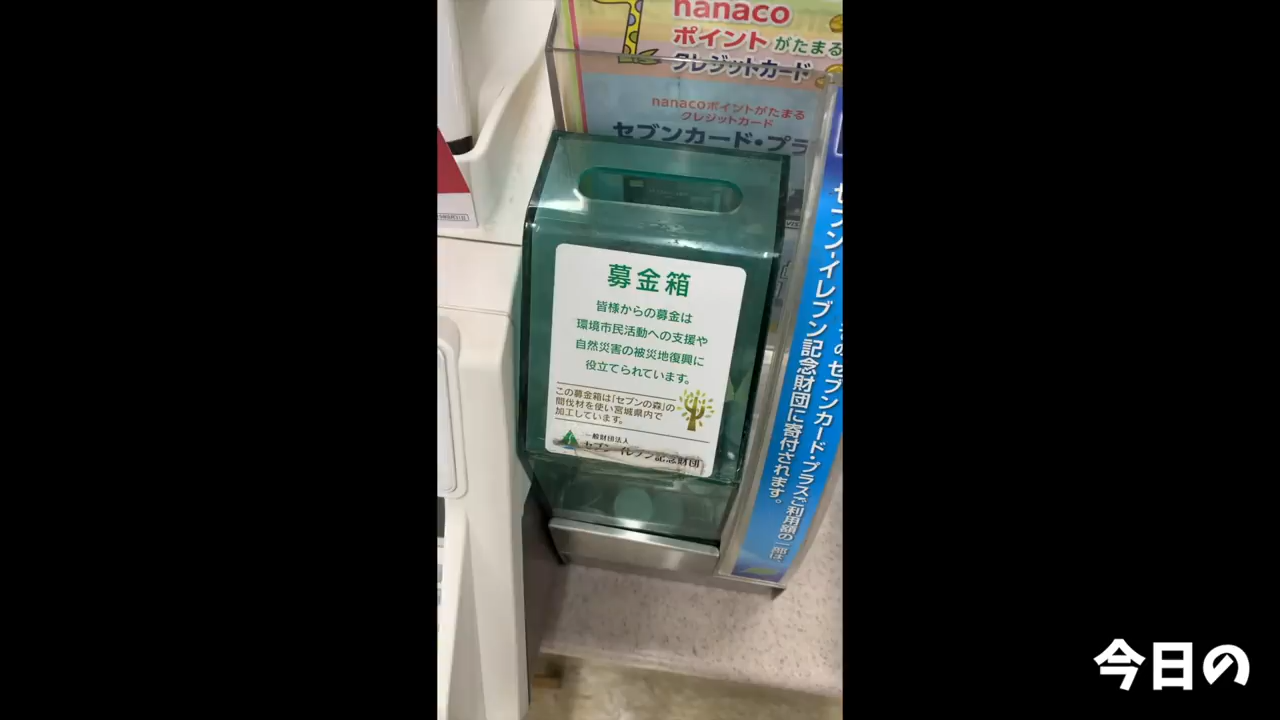 nanaco
ポイントがたまる
クレジットカード
nanacoポイントがたまる
クレジットカード
セブンカード・プラ
募金箱
皆様からの募金は
環境市民活動への支援や
自然災害の被災地復興に
役立てられています。
この募金箱は「セブンの森」の
間伐材を使い宮城県内で
加工しています。
一般財団法人
セブン-イレブン記念財団
セブンカード・プラスご利用額の一部は、
セブン-イレブン記念財団に寄付されます。
今日の